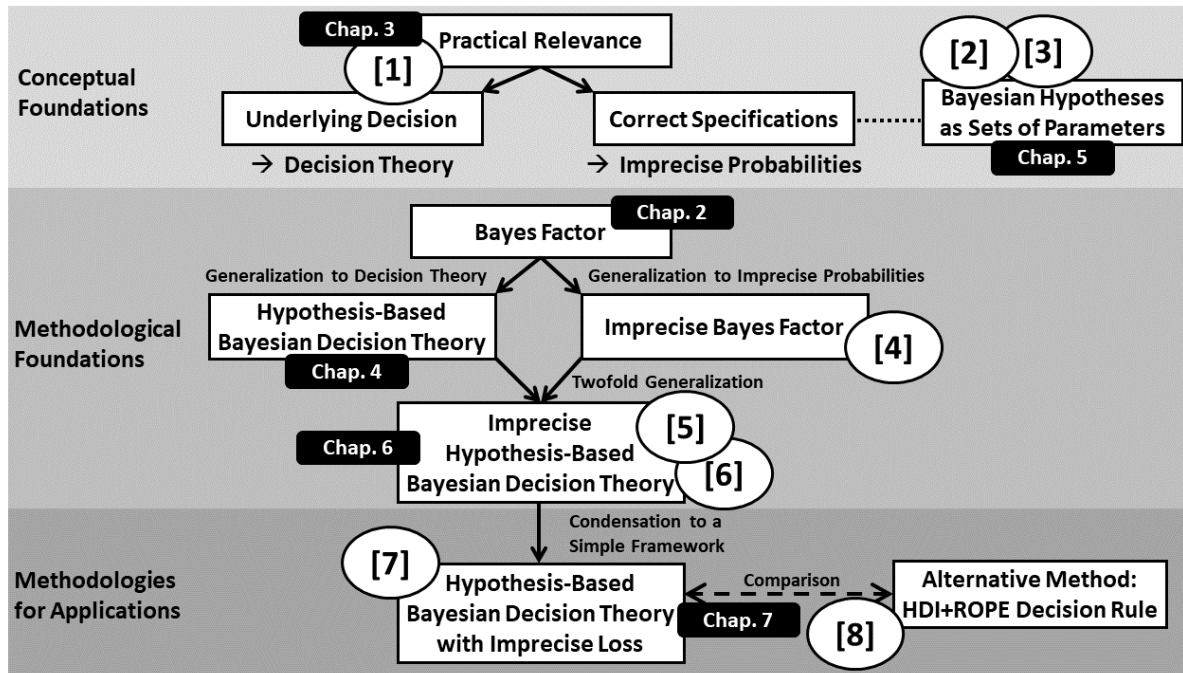 Chap. 3
Practical Relevance
[1]
[2]
[3]
Conceptual
Foundations
Underlying Decision
Correct Specifications
Bayesian Hypotheses
as Sets of Parameters
Chap. 5
→ Decision Theory
→ Imprecise Probabilities
Chap. 2
Bayes Factor
Generalization to Decision Theory
Generalization to Imprecise Probabilities
Methodological
Foundations
Hypothesis-Based
Bayesian Decision Theory
Chap. 4
Imprecise Bayes Factor
[4]
Twofold Generalization
Chap. 6
Imprecise
Hypothesis-Based
Bayesian Decision Theory
[5]
[6]
Condensation to a
Simple Framework
Methodologies
for Applications
[7]
Hypothesis-Based
Bayesian Decision Theory
with Imprecise Loss
Comparison
Chap. 7
[8]
Alternative Method:
HDI+ROPE Decision Rule